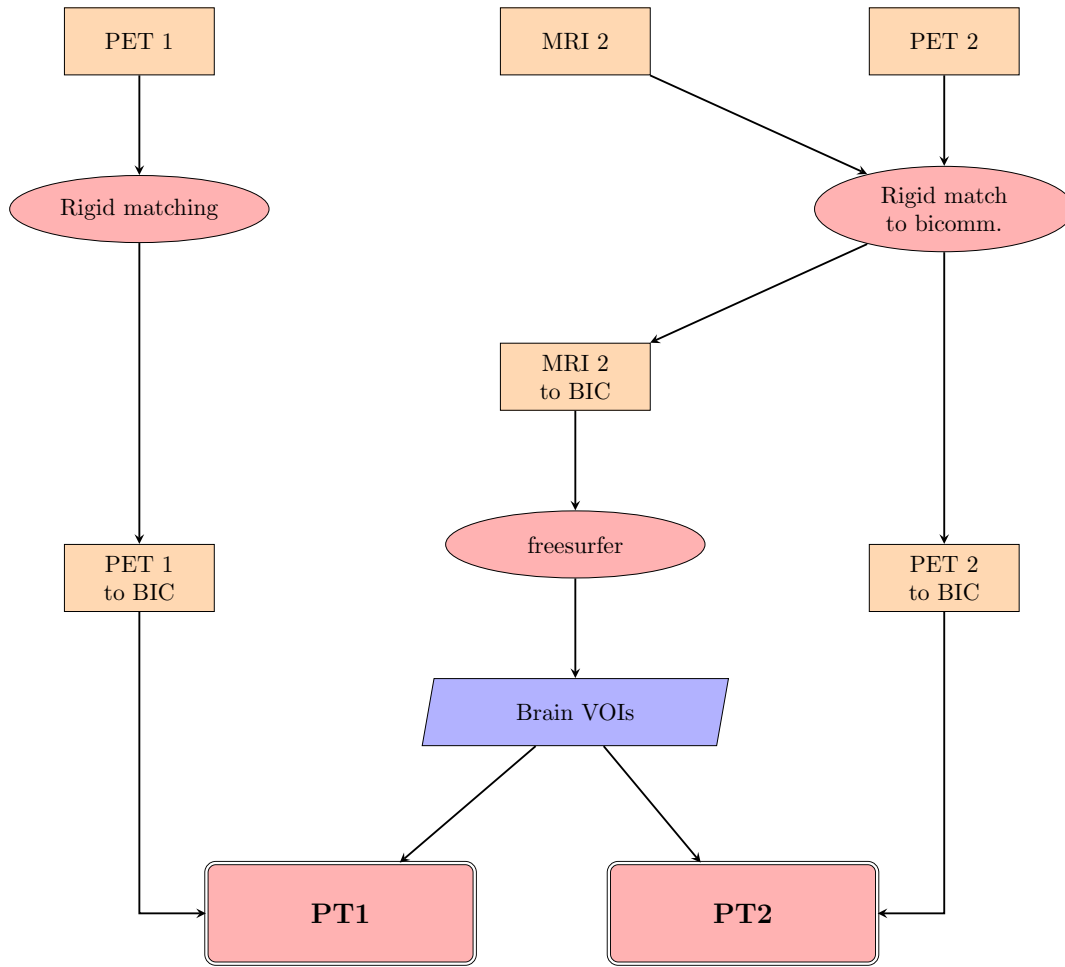 PET 1
MRI 2
PET 2
Rigid matching
Rigid match
to bicomm.
MRI 2
to BIC
freesurfer
PET 1
to BIC
PET 2
to BIC
Brain VOIs
PT1
PT2